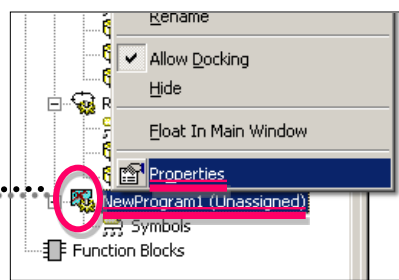 Rename
Allow Docking
Hide
Float In Main Window
R
Properties
NewProgram1 (Unassigned)
Symbols
Function Blocks